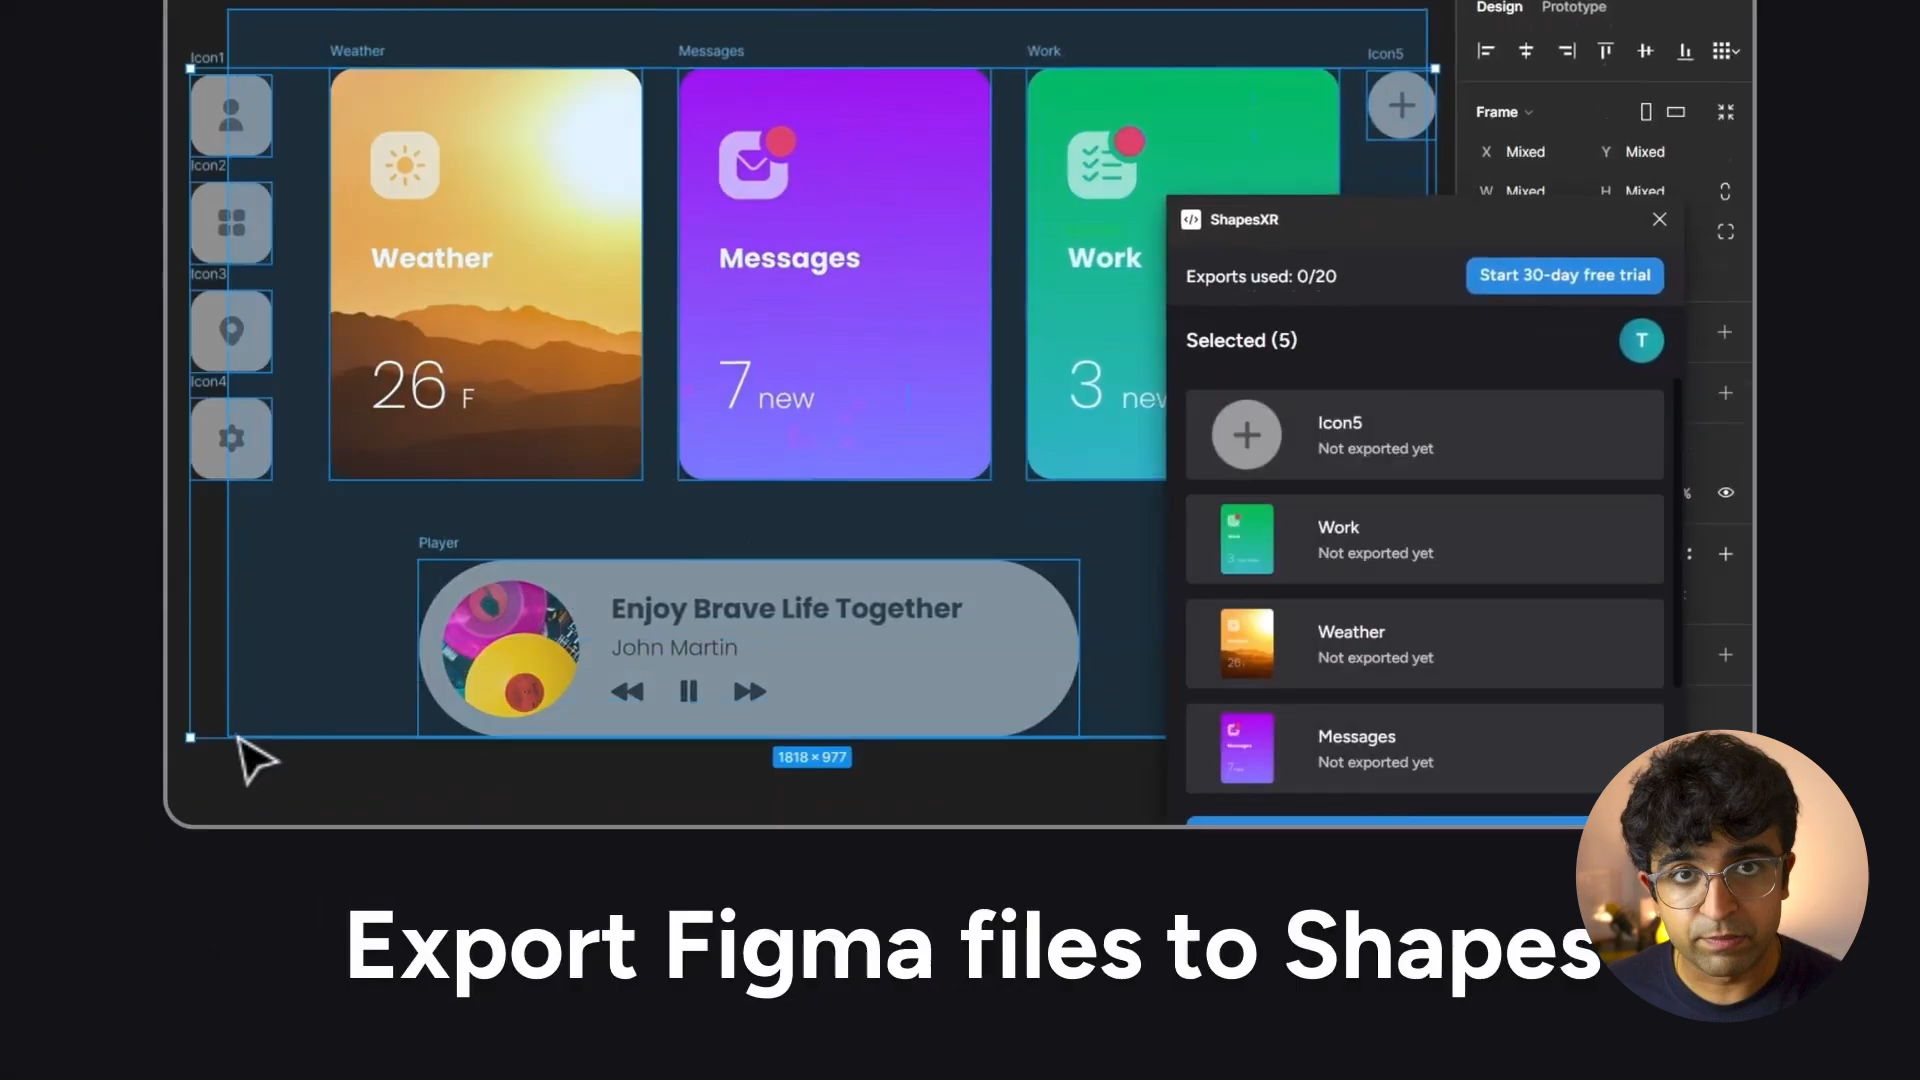 Design Prototype
Icon1
Weather
Messages
Work
Icon5
Frame
X Mixed Y Mixed
W Mixed H Mixed
Icon2
Icon3
Icon4
Weather
26 F
Messages
7 new
Work
3 new
ShapesXR
Exports used: 0/20
Start 30-day free trial
Selected (5)
T
Icon5
Not exported yet
Work
Not exported yet
Weather
Not exported yet
Messages
Not exported yet
%
Player
Enjoy Brave Life Together
John Martin
1818 × 977
Export Figma files to Shapes